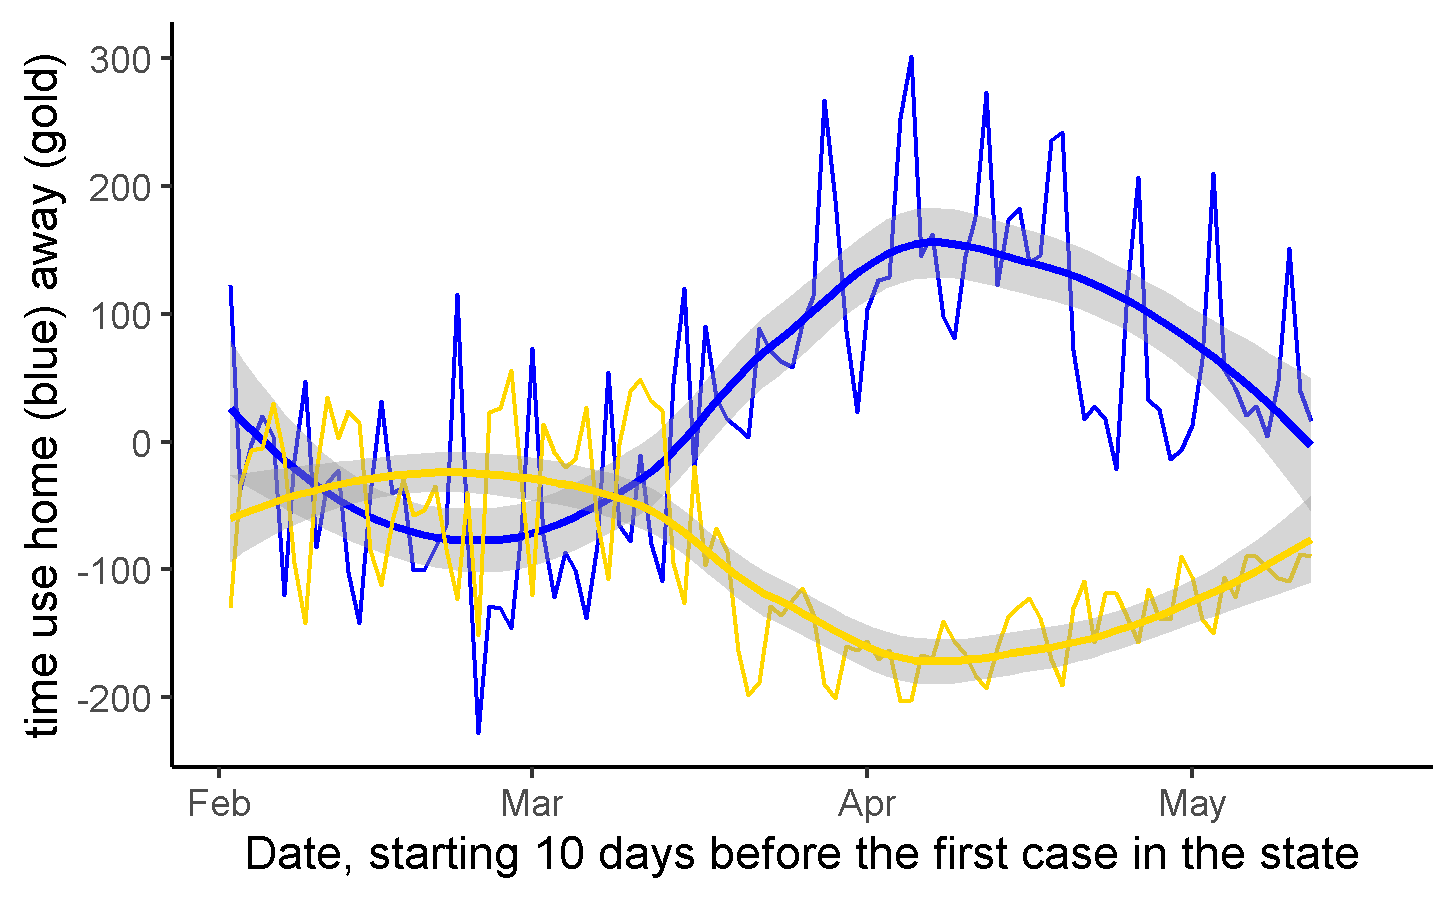 time use home (blue) away (gold)
300
200
100
0
-100
-200
Feb
Mar
Apr
May
Date, starting 10 days before the first case in the state